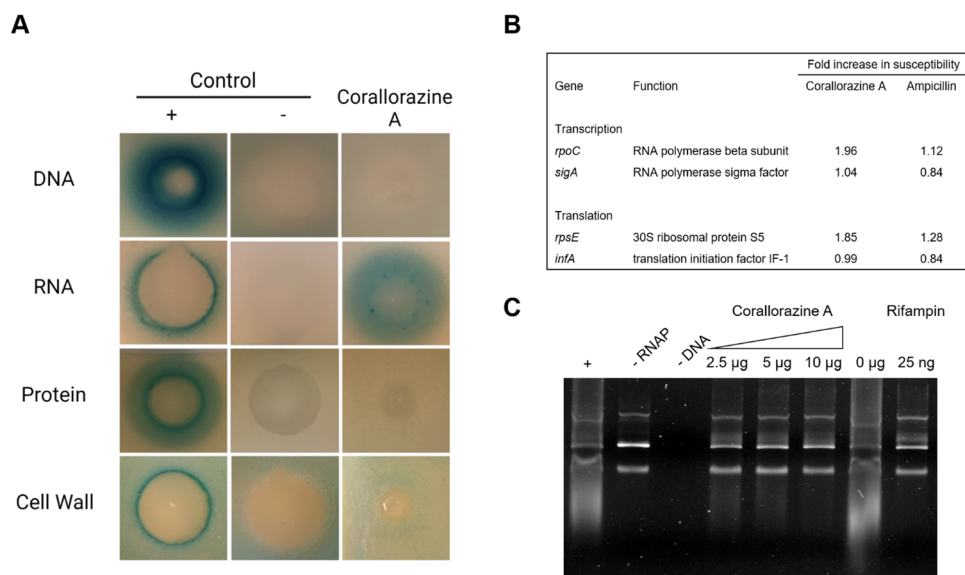 A
Control
+ - Corallorazine A
DNA
RNA
Protein
Cell Wall
B
Fold increase in susceptibility
Gene Function Corallorazine A Ampicillin
Transcription
rpoC RNA polymerase beta subunit 1.96 1.12
sigA RNA polymerase sigma factor 1.04 0.84
Translation
rpsE 30S ribosomal protein S5 1.85 1.28
infA translation initiation factor IF-1 0.99 0.84
C
Corallorazine A Rifampin
+ - RNAP - DNA 2.5 µg 5 µg 10 µg 0 µg 25 ng